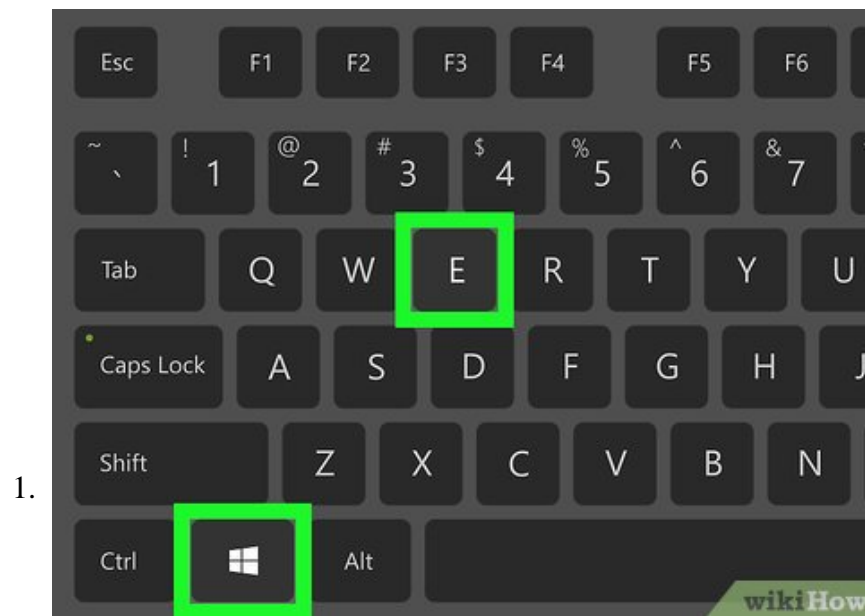 Esc F1 F2 F3 F4 F5 F6
~ ` ! 1 @ 2 # 3 $ 4 % 5 ^ 6 & 7
Tab Q W E R T Y U
Caps Lock A S D F G H J
Shift Z X C V B N
1.
Ctrl Alt
wikiHow